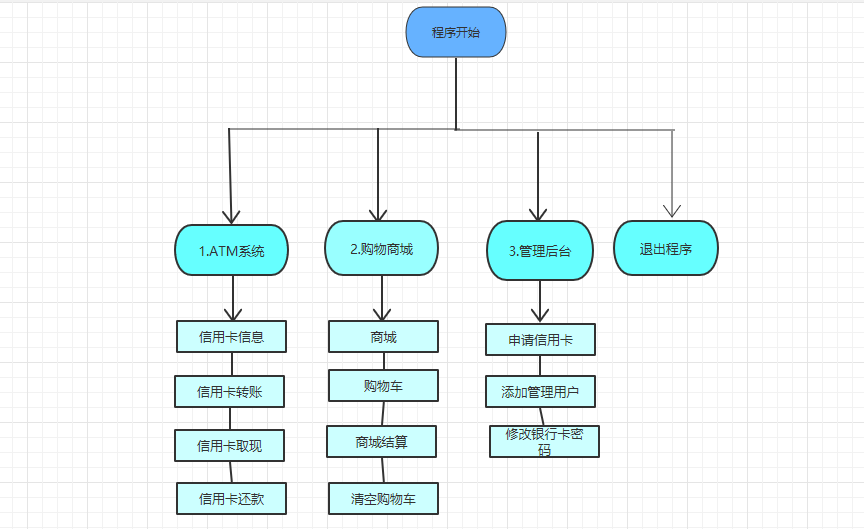 程序开始
1.ATM系统
2.购物商城
3.管理后台
退出程序
信用卡信息
信用卡转账
信用卡取现
信用卡还款
商城
购物车
商城结算
清空购物车
申请信用卡
添加管理用户
修改银行卡密
码